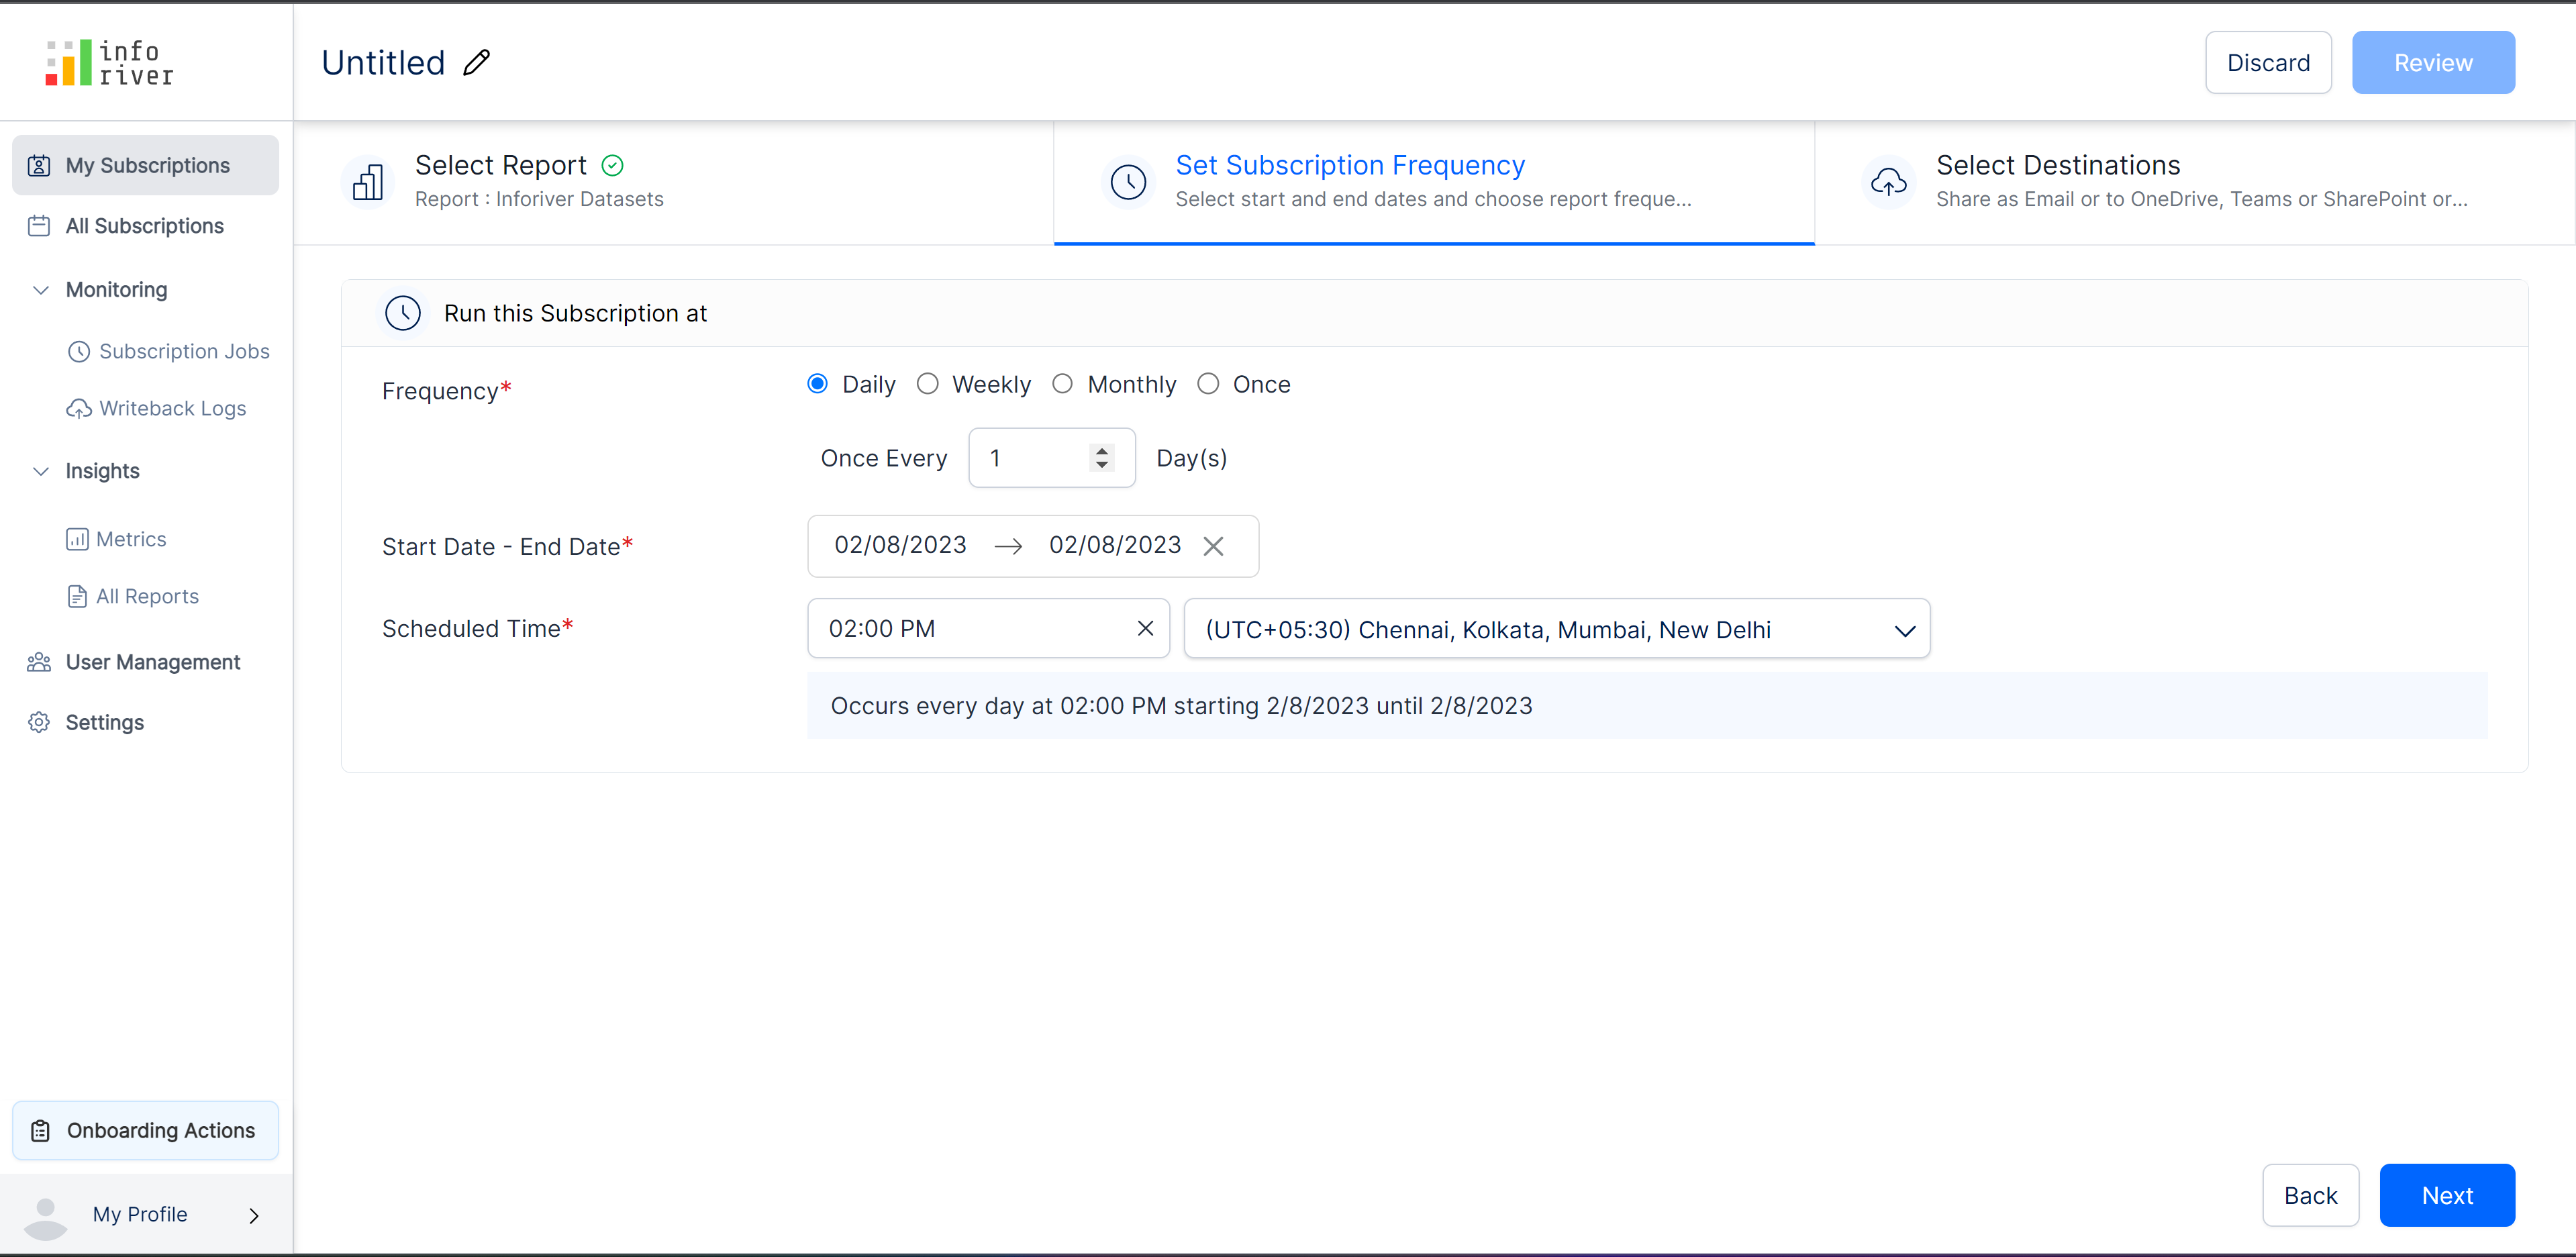 info
river
Untitled
Discard
Review
My Subscriptions
All Subscriptions
Monitoring
Subscription Jobs
Writeback Logs
Insights
Metrics
All Reports
User Management
Settings
Onboarding Actions
My Profile
Select Report
Report : Inforiver Datasets
Set Subscription Frequency
Select start and end dates and choose report freque...
Select Destinations
Share as Email or to OneDrive, Teams or SharePoint or...
Run this Subscription at
Frequency* Daily Weekly Monthly Once
Once Every 1 Day(s)
Start Date - End Date* 02/08/2023 → 02/08/2023
Scheduled Time* 02:00 PM (UTC+05:30) Chennai, Kolkata, Mumbai, New Delhi
Occurs every day at 02:00 PM starting 2/8/2023 until 2/8/2023
Back
Next